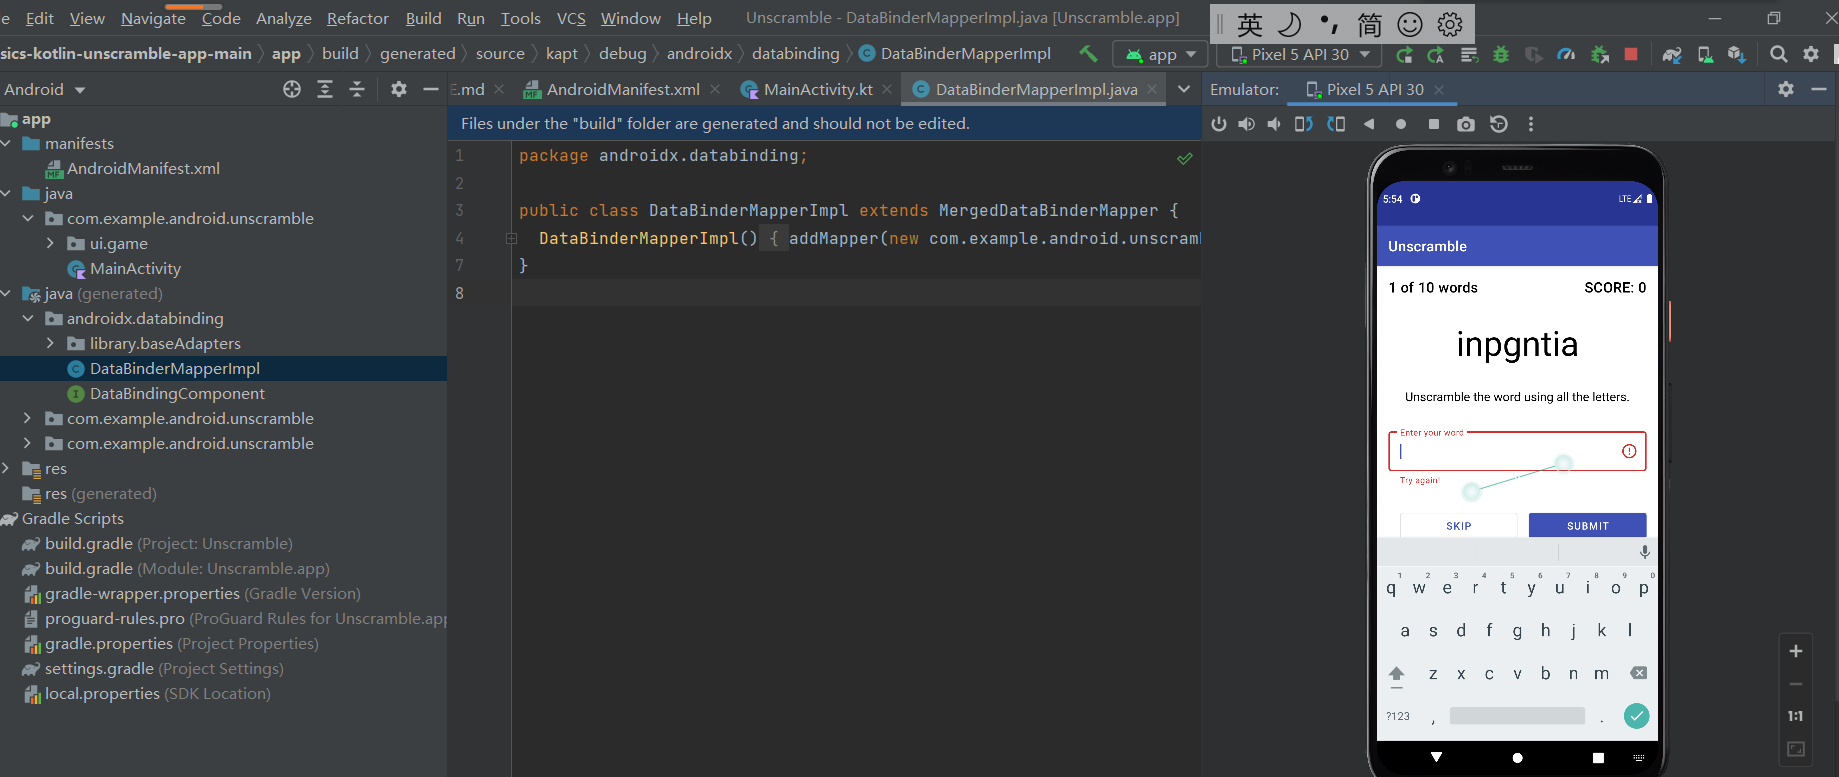 e Edit View Navigate Code Analyze Refactor Build Run Tools VCS Window Help Unscramble - DataBinderMapperImpl.java [Unscramble.app]
英 简
sics-kotlin-unscramble-app-main app build generated source kapt debug androidx databinding DataBinderMapperImpl app Pixel 5 API 30
Android
E.md AndroidManifest.xml MainActivity.kt DataBinderMapperImpl.java
Emulator: Pixel 5 API 30
app
manifests
AndroidManifest.xml
java
com.example.android.unscramble
ui.game
MainActivity
java (generated)
androidx.databinding
library.baseAdapters
DataBinderMapperImpl
DataBindingComponent
com.example.android.unscramble
com.example.android.unscramble
res
res (generated)
Gradle Scripts
build.gradle (Project: Unscramble)
build.gradle (Module: Unscramble.app)
gradle-wrapper.properties (Gradle Version)
proguard-rules.pro (ProGuard Rules for Unscramble.app
gradle.properties (Project Properties)
settings.gradle (Project Settings)
local.properties (SDK Location)
Files under the "build" folder are generated and should not be edited.
1 package androidx.databinding;
2
3 public class DataBinderMapperImpl extends MergedDataBinderMapper {
4 DataBinderMapperImpl() { addMapper(new com.example.android.unscram
7 }
8
5:54 LTE
Unscramble
1 of 10 words SCORE: 0
inpgntia
Unscramble the word using all the letters.
Enter your word
Try again!
SKIP SUBMIT
1 2 3 4 5 6 7 8 9 0
q w e r t y u i o p
a s d f g h j k l
z x c v b n m
?123 , .
1:1